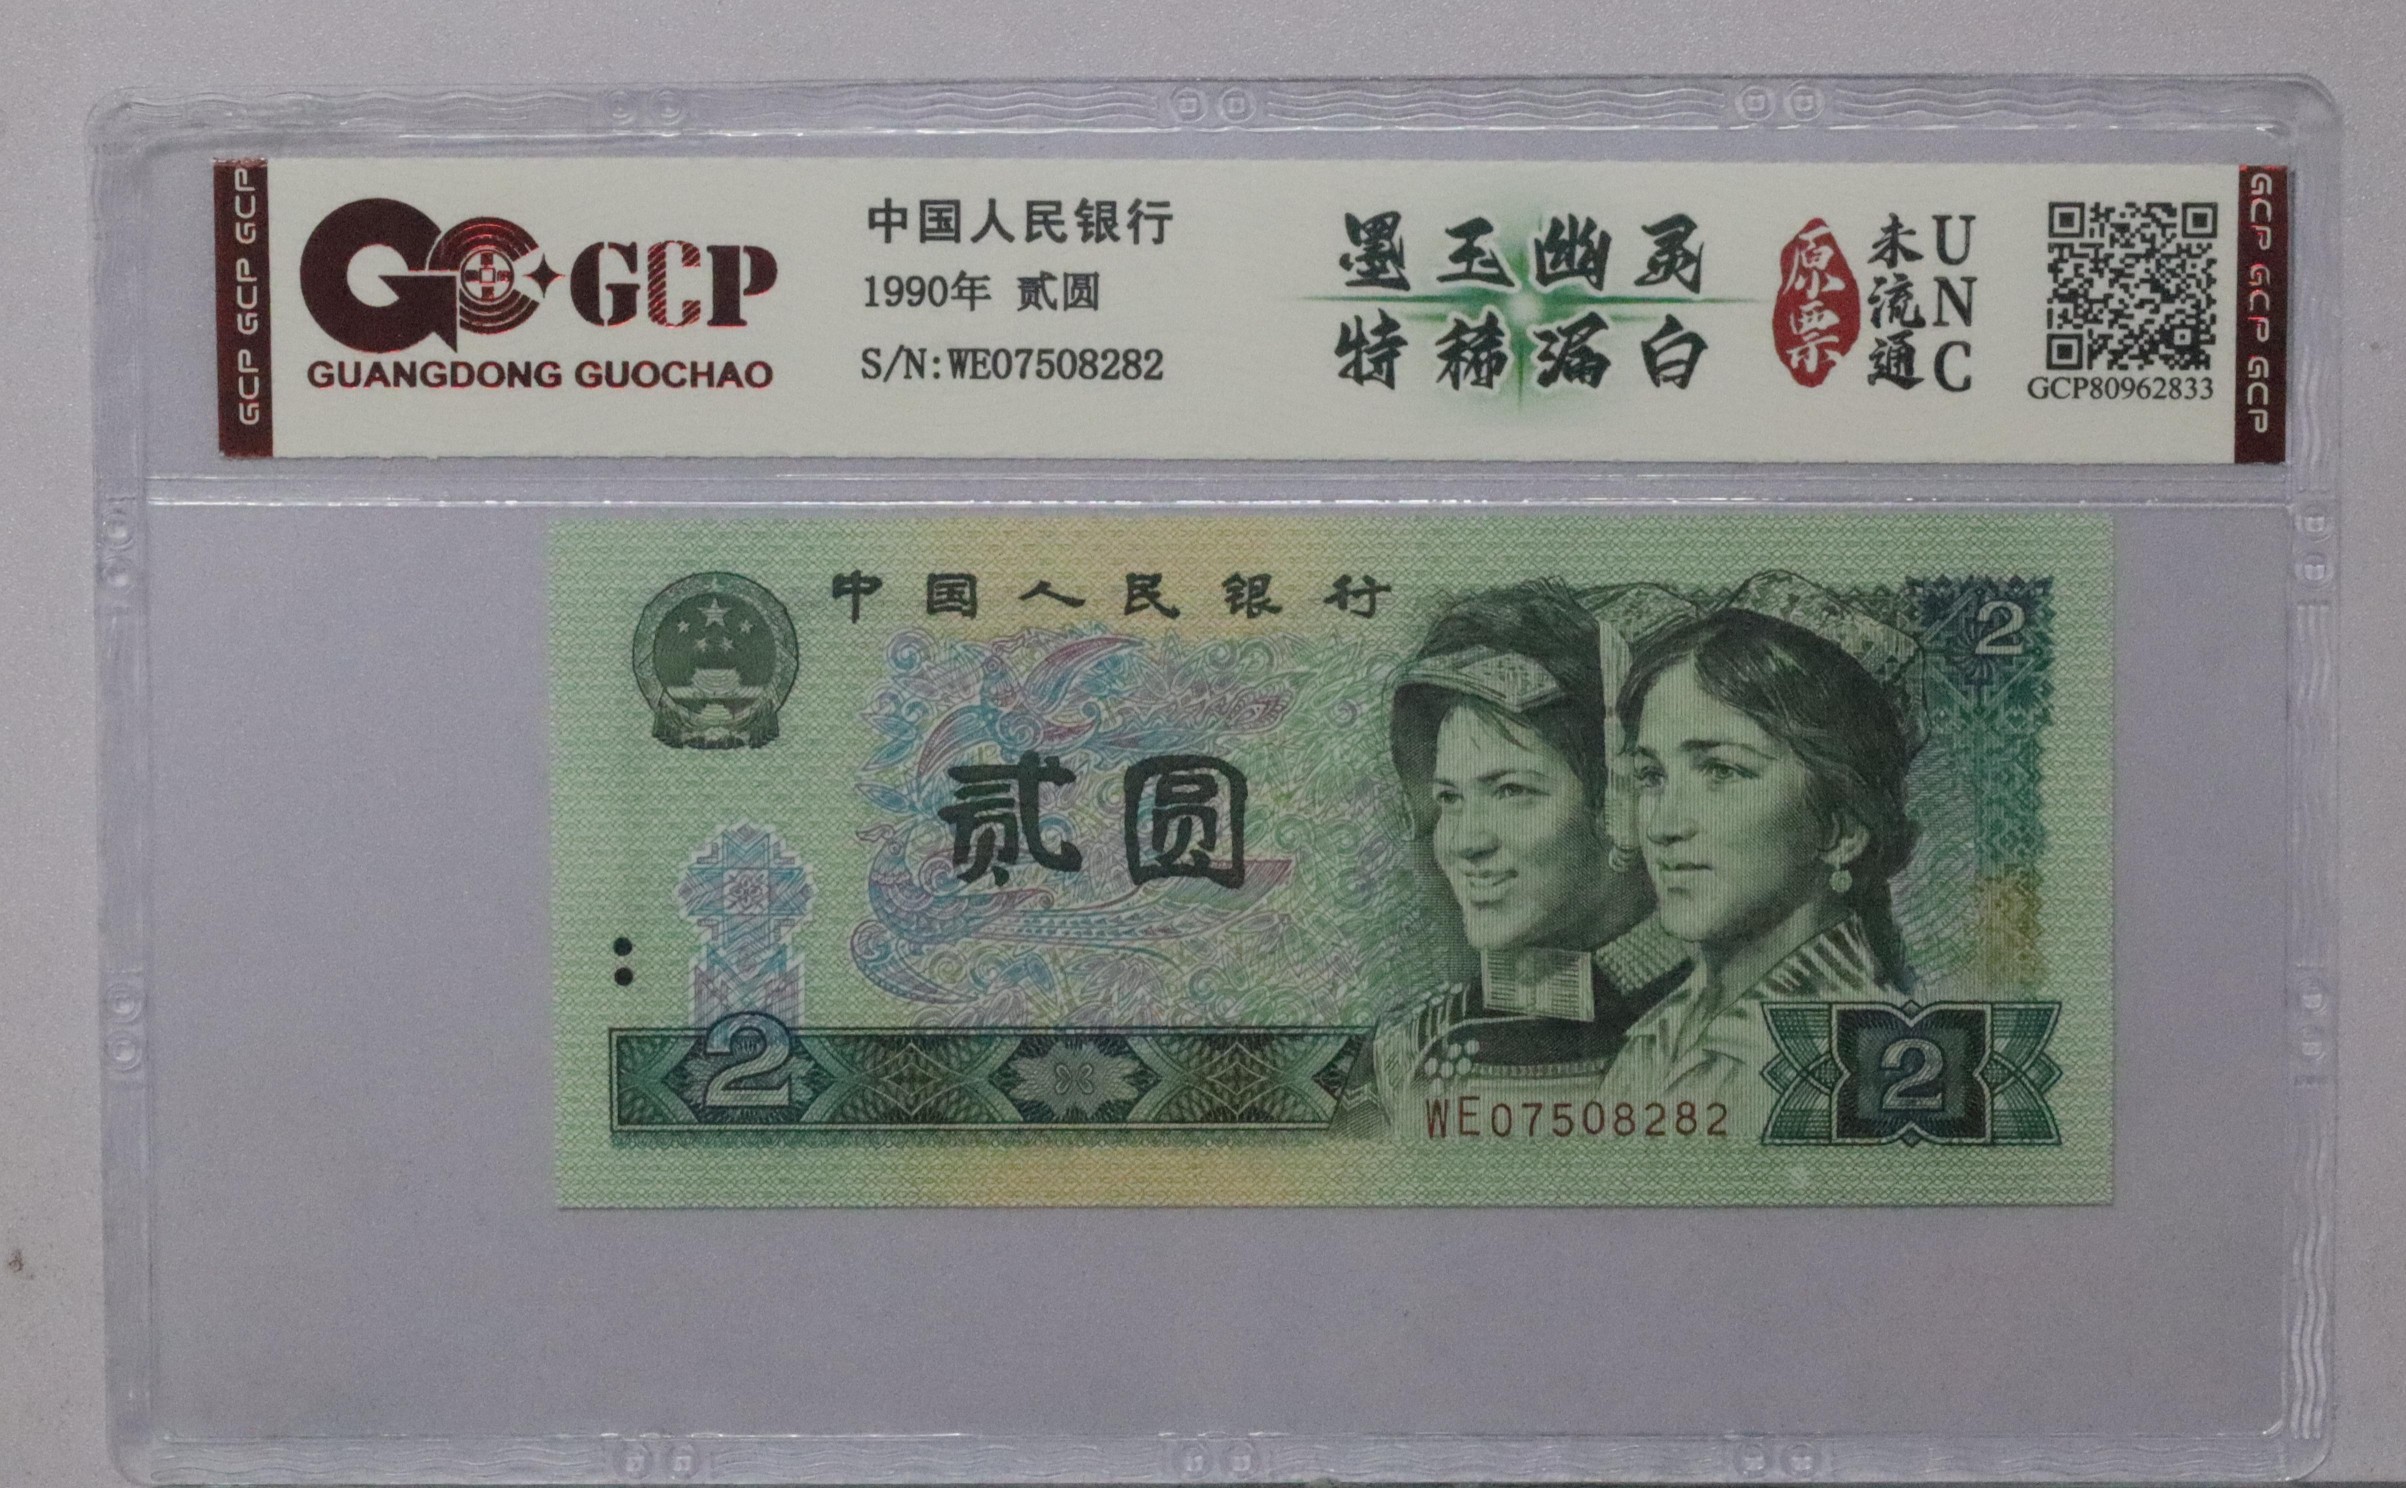 GCP GCP GCP
GCP
GUANGDONG GUOCHAO
中国人民银行
1990年 贰圆
S/N:WE07508282
墨玉幽灵
特稀漏白
原票
未流通
UNC
GCP80962833
GCP GCP GCP
中国人民银行
2
贰圆
2
WE07508282
2